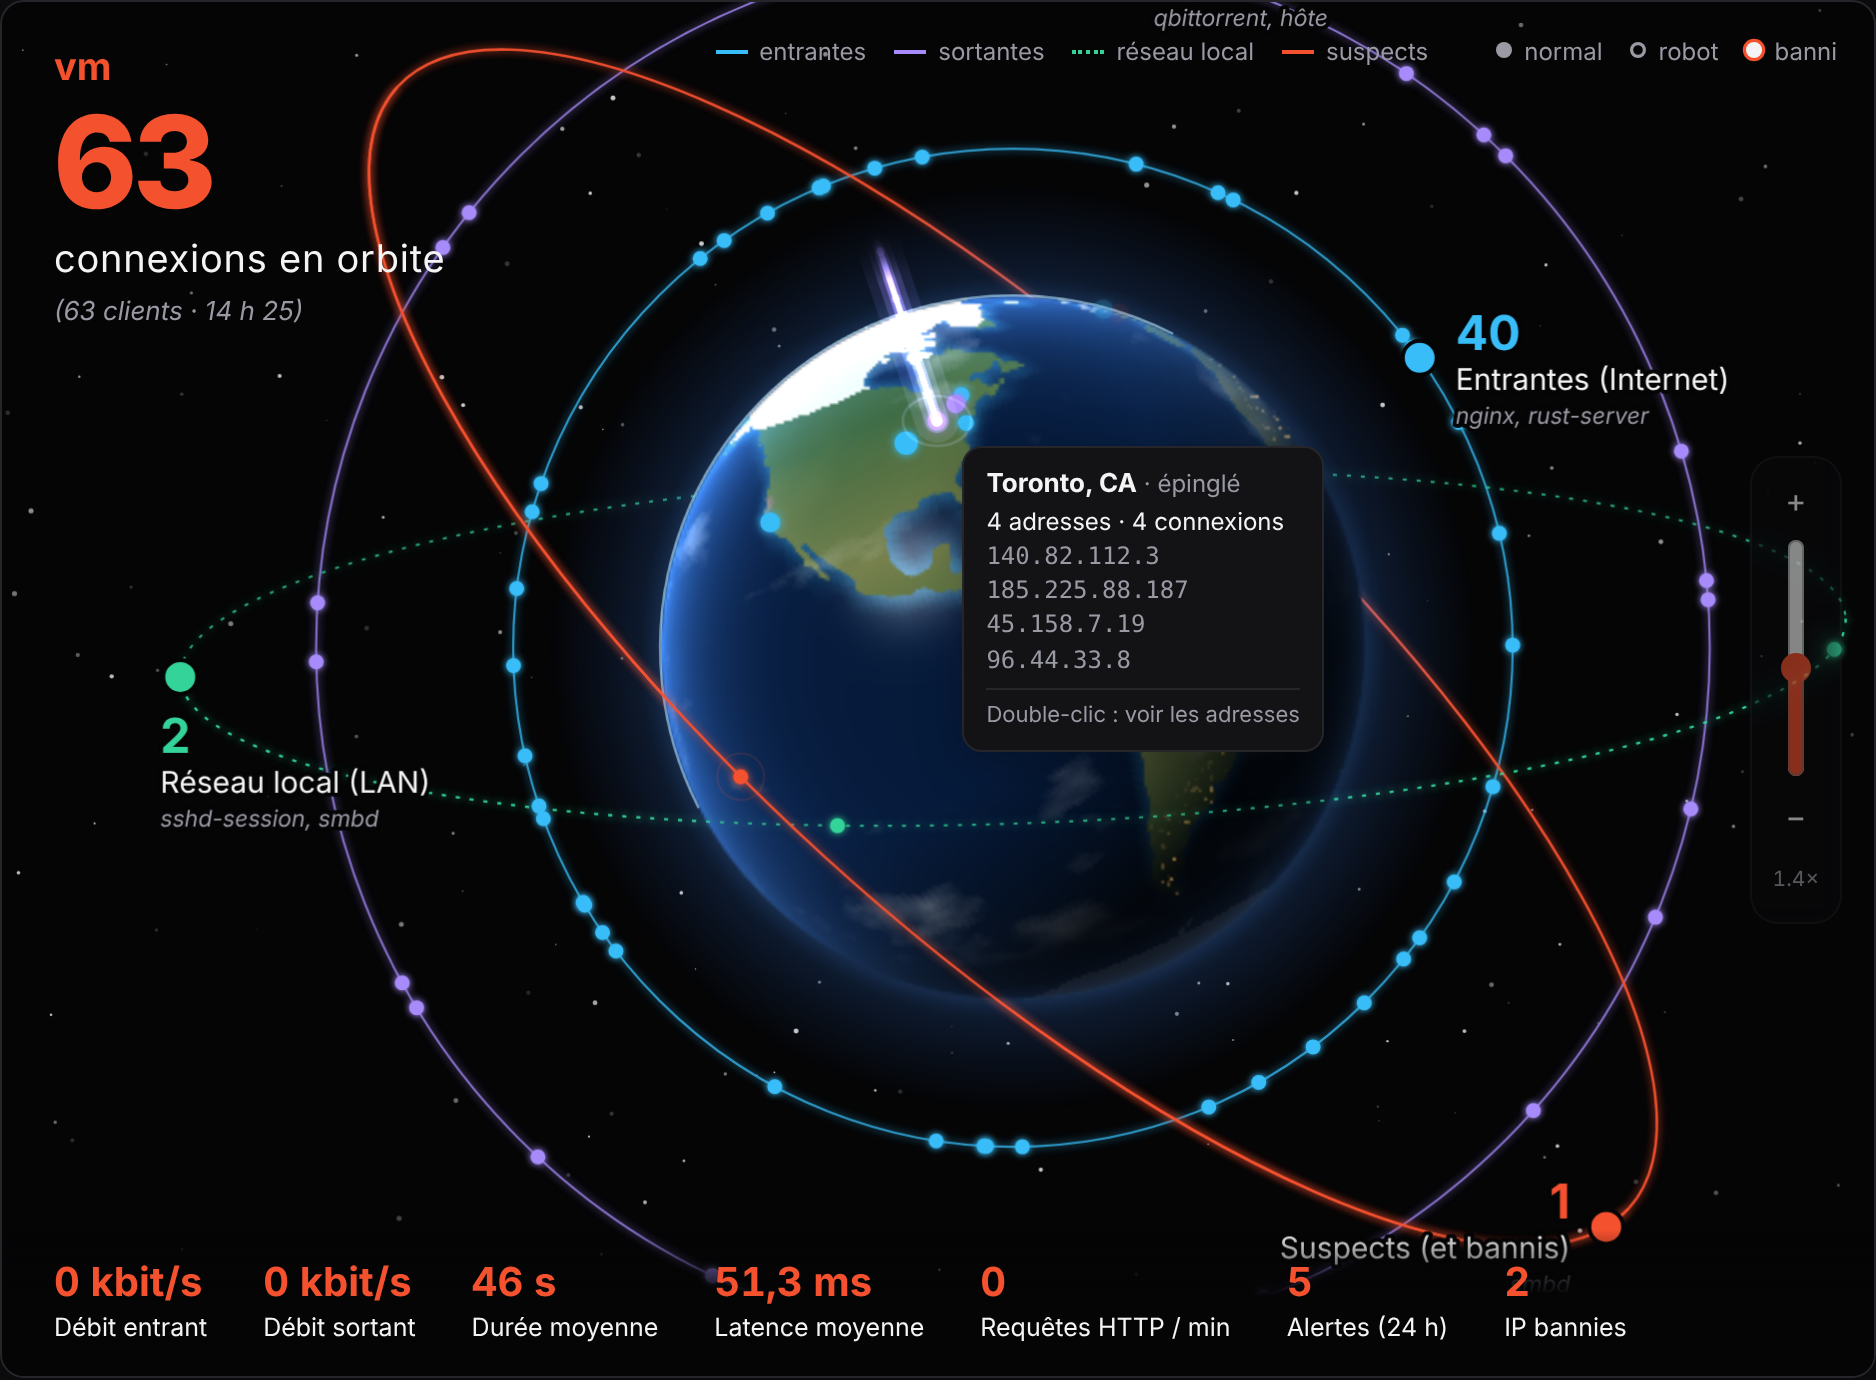 qbittorrent, hôte
entrantes
sortantes
réseau local
suspects
normal
robot
banni
vm
63
connexions en orbite
(63 clients · 14 h 25)
40
Entrantes (Internet)
nginx, rust-server
Toronto, CA · épinglé
4 adresses · 4 connexions
140.82.112.3
185.225.88.187
45.158.7.19
96.44.33.8
Double-clic : voir les adresses
+
−
1.4×
2
Réseau local (LAN)
sshd-session, smbd
1
Suspects (et bannis)
smbd
0 kbit/s
Débit entrant
0 kbit/s
Débit sortant
46 s
Durée moyenne
51,3 ms
Latence moyenne
0
Requêtes HTTP / min
5
Alertes (24 h)
2
IP bannies